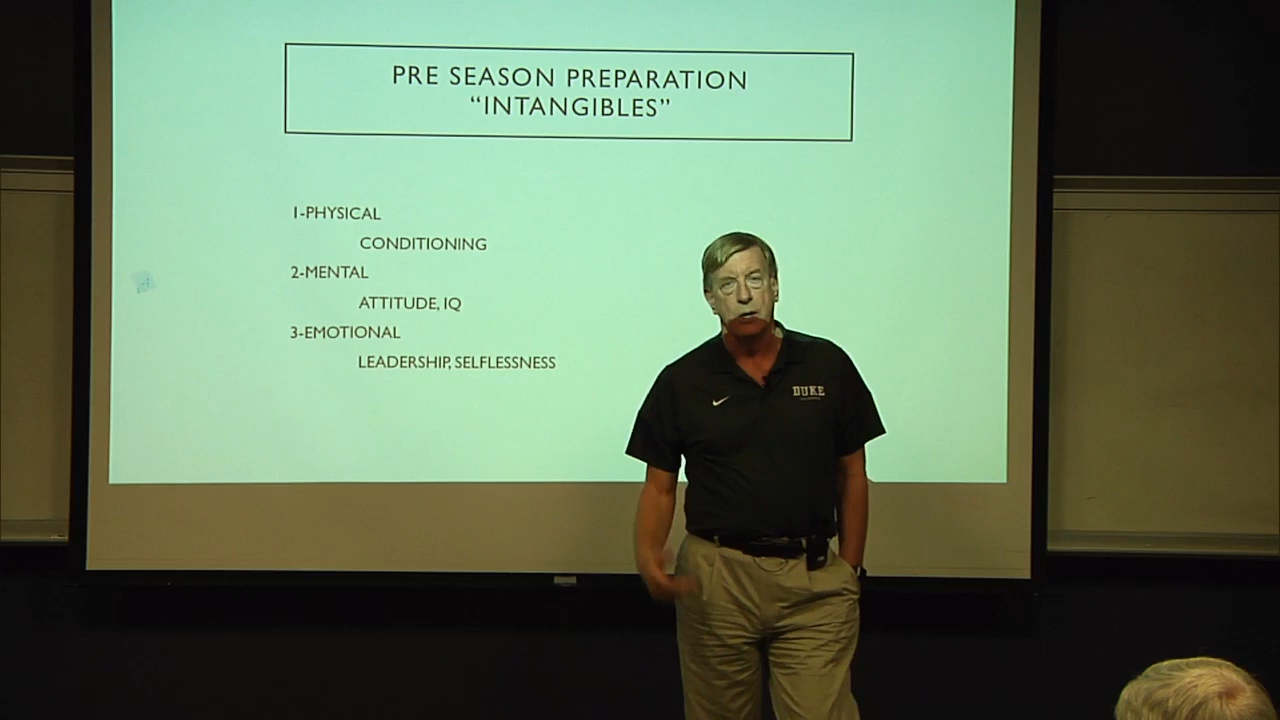 PRE SEASON PREPARATION
“INTANGIBLES”
1-PHYSICAL
CONDITIONING
2-MENTAL
ATTITUDE, IQ
3-EMOTIONAL
LEADERSHIP, SELFLESSNESS
DUKE